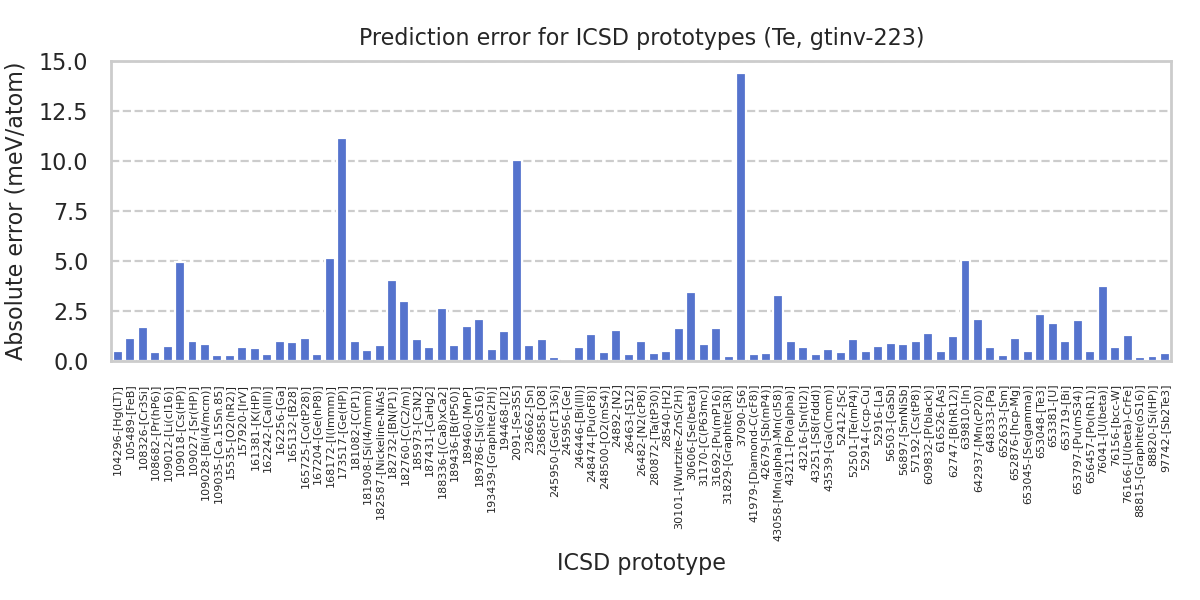 Prediction error for ICSD prototypes (Te, gtinv-223)
Absolute error (meV/atom)
15.0
12.5
10.0
7.5
5.0
2.5
0.0
104296-[Hg(LT)]
105489-[FeB]
108326-[Cr3Si]
108682-[Pr(hP6)]
109012-[Li(cI16)]
109018-[Cs(HP)]
109027-[Sr(HP)]
109028-[Bi(I4/mcm)]
109035-[Ca.15Sn.85]
15535-[O2(hR2)]
157920-[IrV]
161381-[K(HP)]
162242-[Ca(III)]
162256-[Ga]
165132-[B28]
165725-[Co(tP28)]
167204-[Ge(hP8)]
168172-[I(Immm)]
173517-[Ge(HP)]
181082-[C(P1)]
181908-[Si(I4/mmm)]
182587-[Nickeline-NiAs]
182732-[BN(P1)]
182760-[C(C2/m)]
185973-[C3N2]
187431-[CaHg2]
188336-[(Ca8)xCa2]
189436-[B(tP50)]
189460-[MnP]
189786-[Si(oS16)]
193439-[Graphite(2H)]
194468-[I2]
2091-[Se3S5]
236662-[Sn]
236858-[O8]
245950-[Ge(cF136)]
245956-[Ge]
246446-[Bi(III)]
248474-[Pu(oF8)]
248500-[O2(mS4)]
24892-[N2]
26463-[S12]
26482-[N2(cP8)]
280872-[Ta(tP30)]
28540-[H2]
30101-[Wurtzite-ZnS(2H)]
30606-[Se(beta)]
31170-[C(P63mc)]
31692-[Pu(mP16)]
31829-[Graphite(3R)]
37090-[S6]
41979-[Diamond-C(cF8)]
42679-[Sb(mP4)]
43058-[Mn(alpha)-Mn(cI58)]
43211-[Po(alpha)]
43216-[Sn(tI2)]
43251-[S8(Fddd)]
43539-[Ga(Cmcm)]
52412-[Sc]
52501-[Te(mP4)]
52914-[ccp-Cu]
52916-[La]
56503-[GaSb]
56897-[SmNiSb]
57192-[Cs(tP8)]
609832-[P(black)]
616526-[As]
62747-[B(hR12)]
639810-[In]
642937-[Mn(cP20)]
648333-[Pa]
652633-[Sm]
652876-[hcp-Mg]
653045-[Se(gamma)]
653048-[Te3]
653381-[U]
653719-[Pu]
653797-[Pu(mS34)]
656457-[Po(hR1)]
76041-[U(beta)]
76156-[bcc-W]
76166-[U(beta)-CrFe]
88815-[Graphite(oS16)]
88820-[Si(HP)]
97742-[Sb2Te3]
ICSD prototype